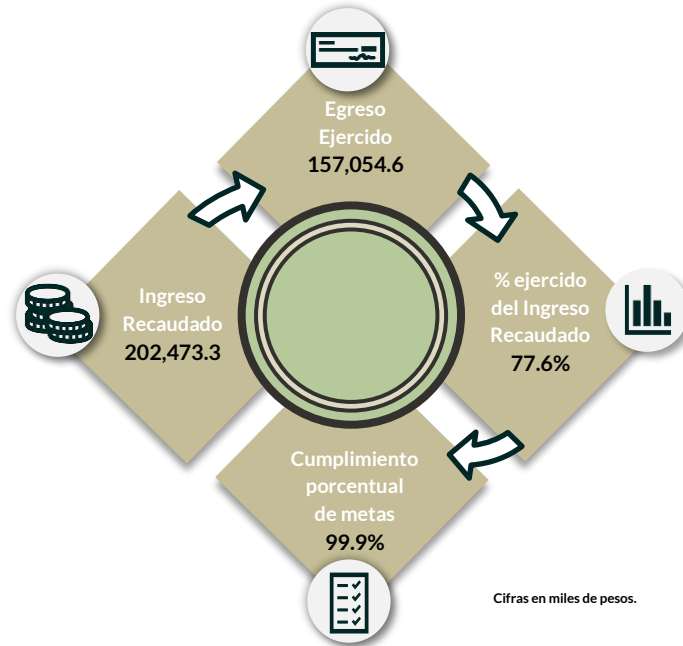 Egreso
Ejercido
157,054.6
Ingreso
Recaudado
202,473.3
% ejercido
del Ingreso
Recaudado
77.6%
Cumplimiento
porcentual
de metas
99.9%
Cifras en miles de pesos.